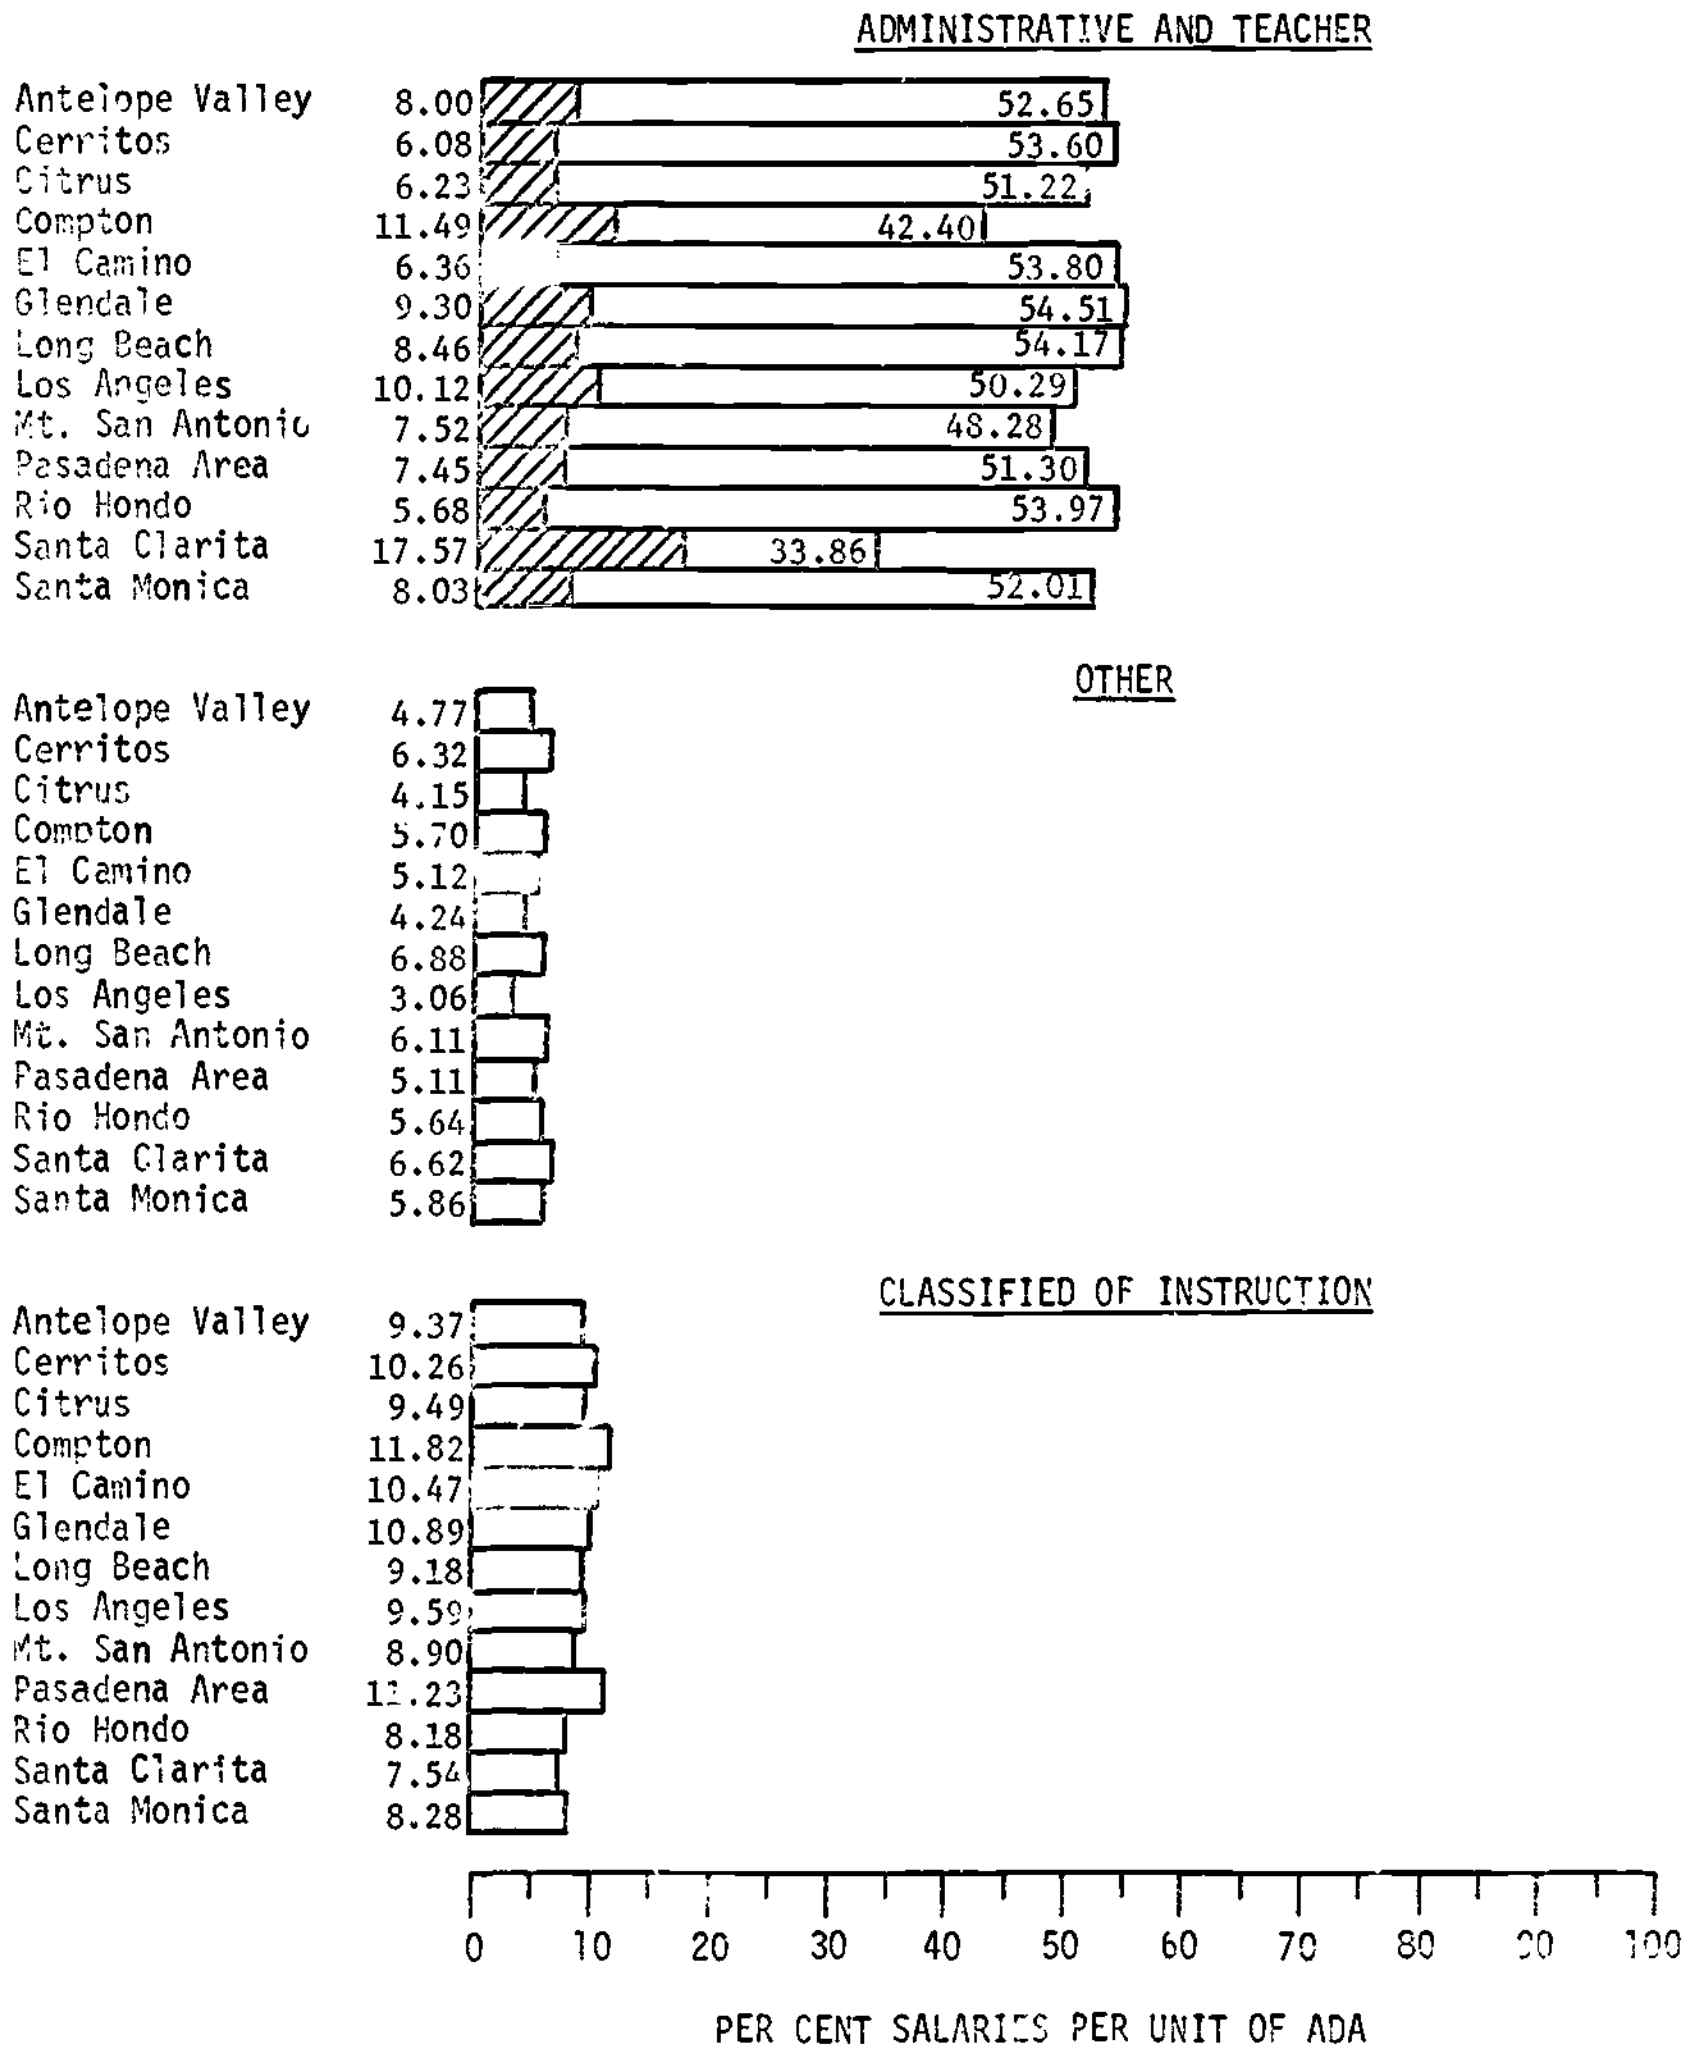 ADMINISTRATIVE AND TEACHER
Antelope Valley 8.00 52.65
Cerritos 6.08 53.60
Citrus 6.23 51.22
Compton 11.49 42.40
El Camino 6.36 53.80
Glendale 9.30 54.51
Long Beach 8.46 54.17
Los Angeles 10.12 50.29
Mt. San Antonio 7.52 48.28
Pasadena Area 7.45 51.30
Rio Hondo 5.68 53.97
Santa Clarita 17.57 33.86
Santa Monica 8.03 52.01
OTHER
Antelope Valley 4.77
Cerritos 6.32
Citrus 4.15
Compton 5.70
El Camino 5.12
Glendale 4.24
Long Beach 6.88
Los Angeles 3.06
Mt. San Antonio 6.11
Pasadena Area 5.11
Rio Hondo 5.64
Santa Clarita 6.62
Santa Monica 5.86
CLASSIFIED OF INSTRUCTION
Antelope Valley 9.37
Cerritos 10.26
Citrus 9.49
Compton 11.82
El Camino 10.47
Glendale 10.89
Long Beach 9.18
Los Angeles 9.59
Mt. San Antonio 8.90
Pasadena Area 11.23
Rio Hondo 8.18
Santa Clarita 7.54
Santa Monica 8.28
0 10 20 30 40 50 60 70 80 90 100
PER CENT SALARIES PER UNIT OF ADA